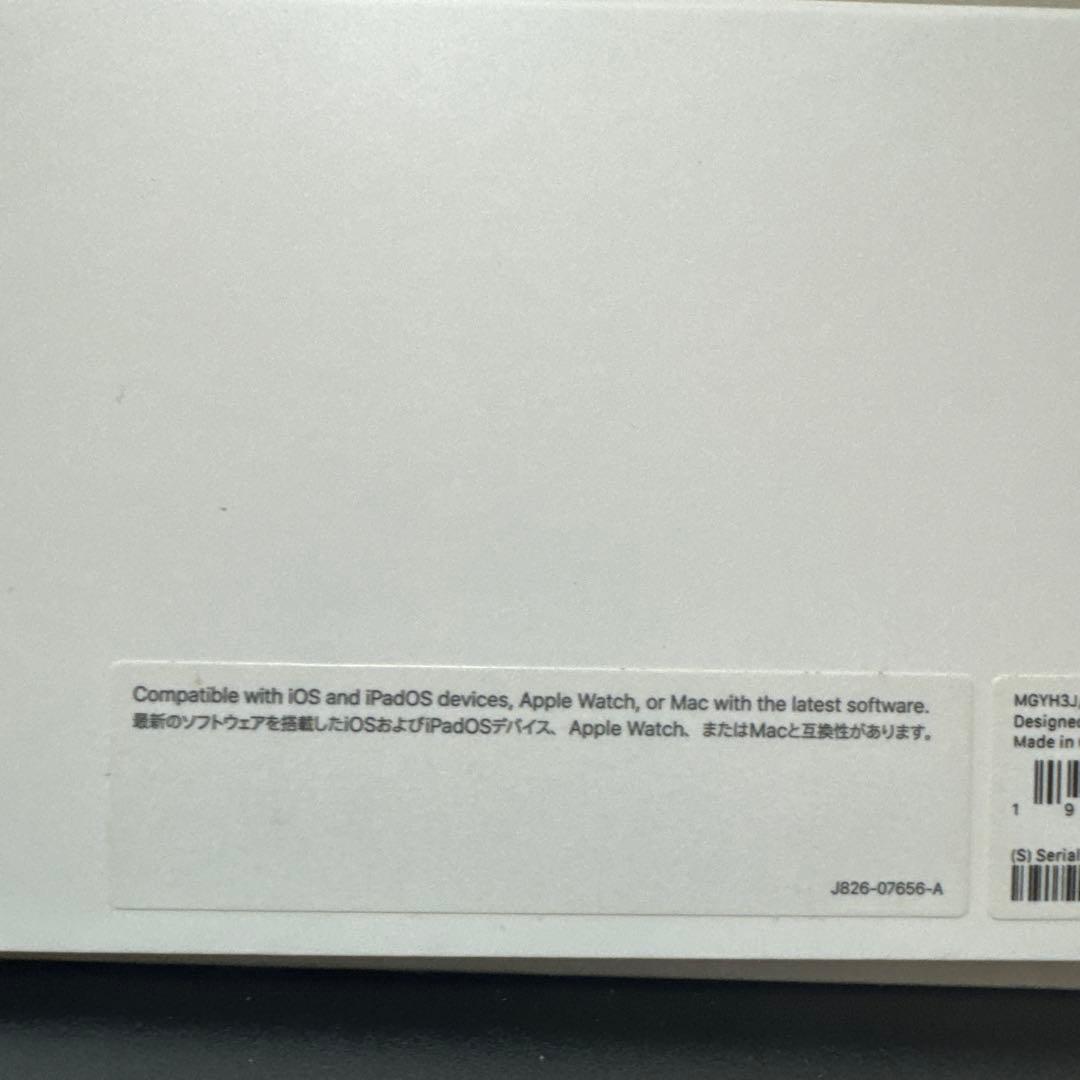 Compatible with iOS and iPadOS devices, Apple Watch, or Mac with the latest software.
最新のソフトウェアを搭載したiOSおよびiPadOSデバイス、Apple Watch、またはMacと互換性があります。
J826-07656-A
MGYH3J
Designed
Made in
1 9
(S) Serial